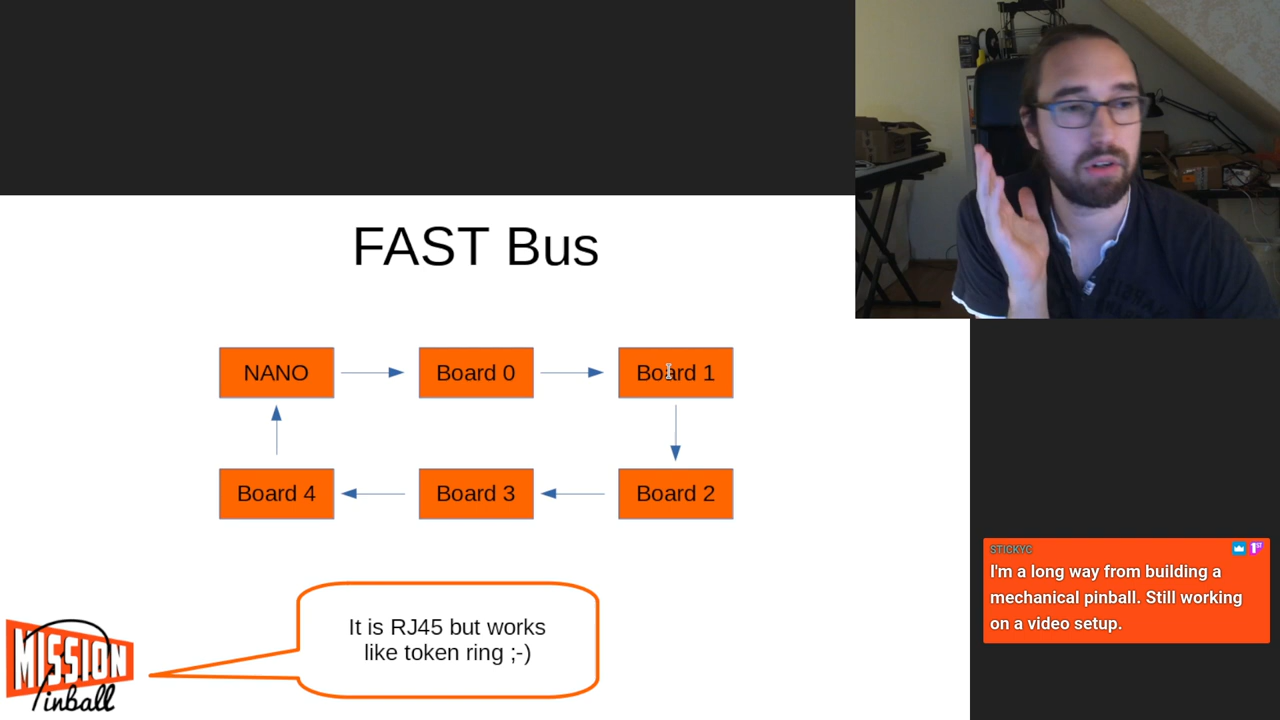 FAST Bus
NANO
Board 0
Board 1
Board 4
Board 3
Board 2
It is RJ45 but works
like token ring ;-)
MISSION
Pinball
STICKYC
I'm a long way from building a
mechanical pinball. Still working
on a video setup.